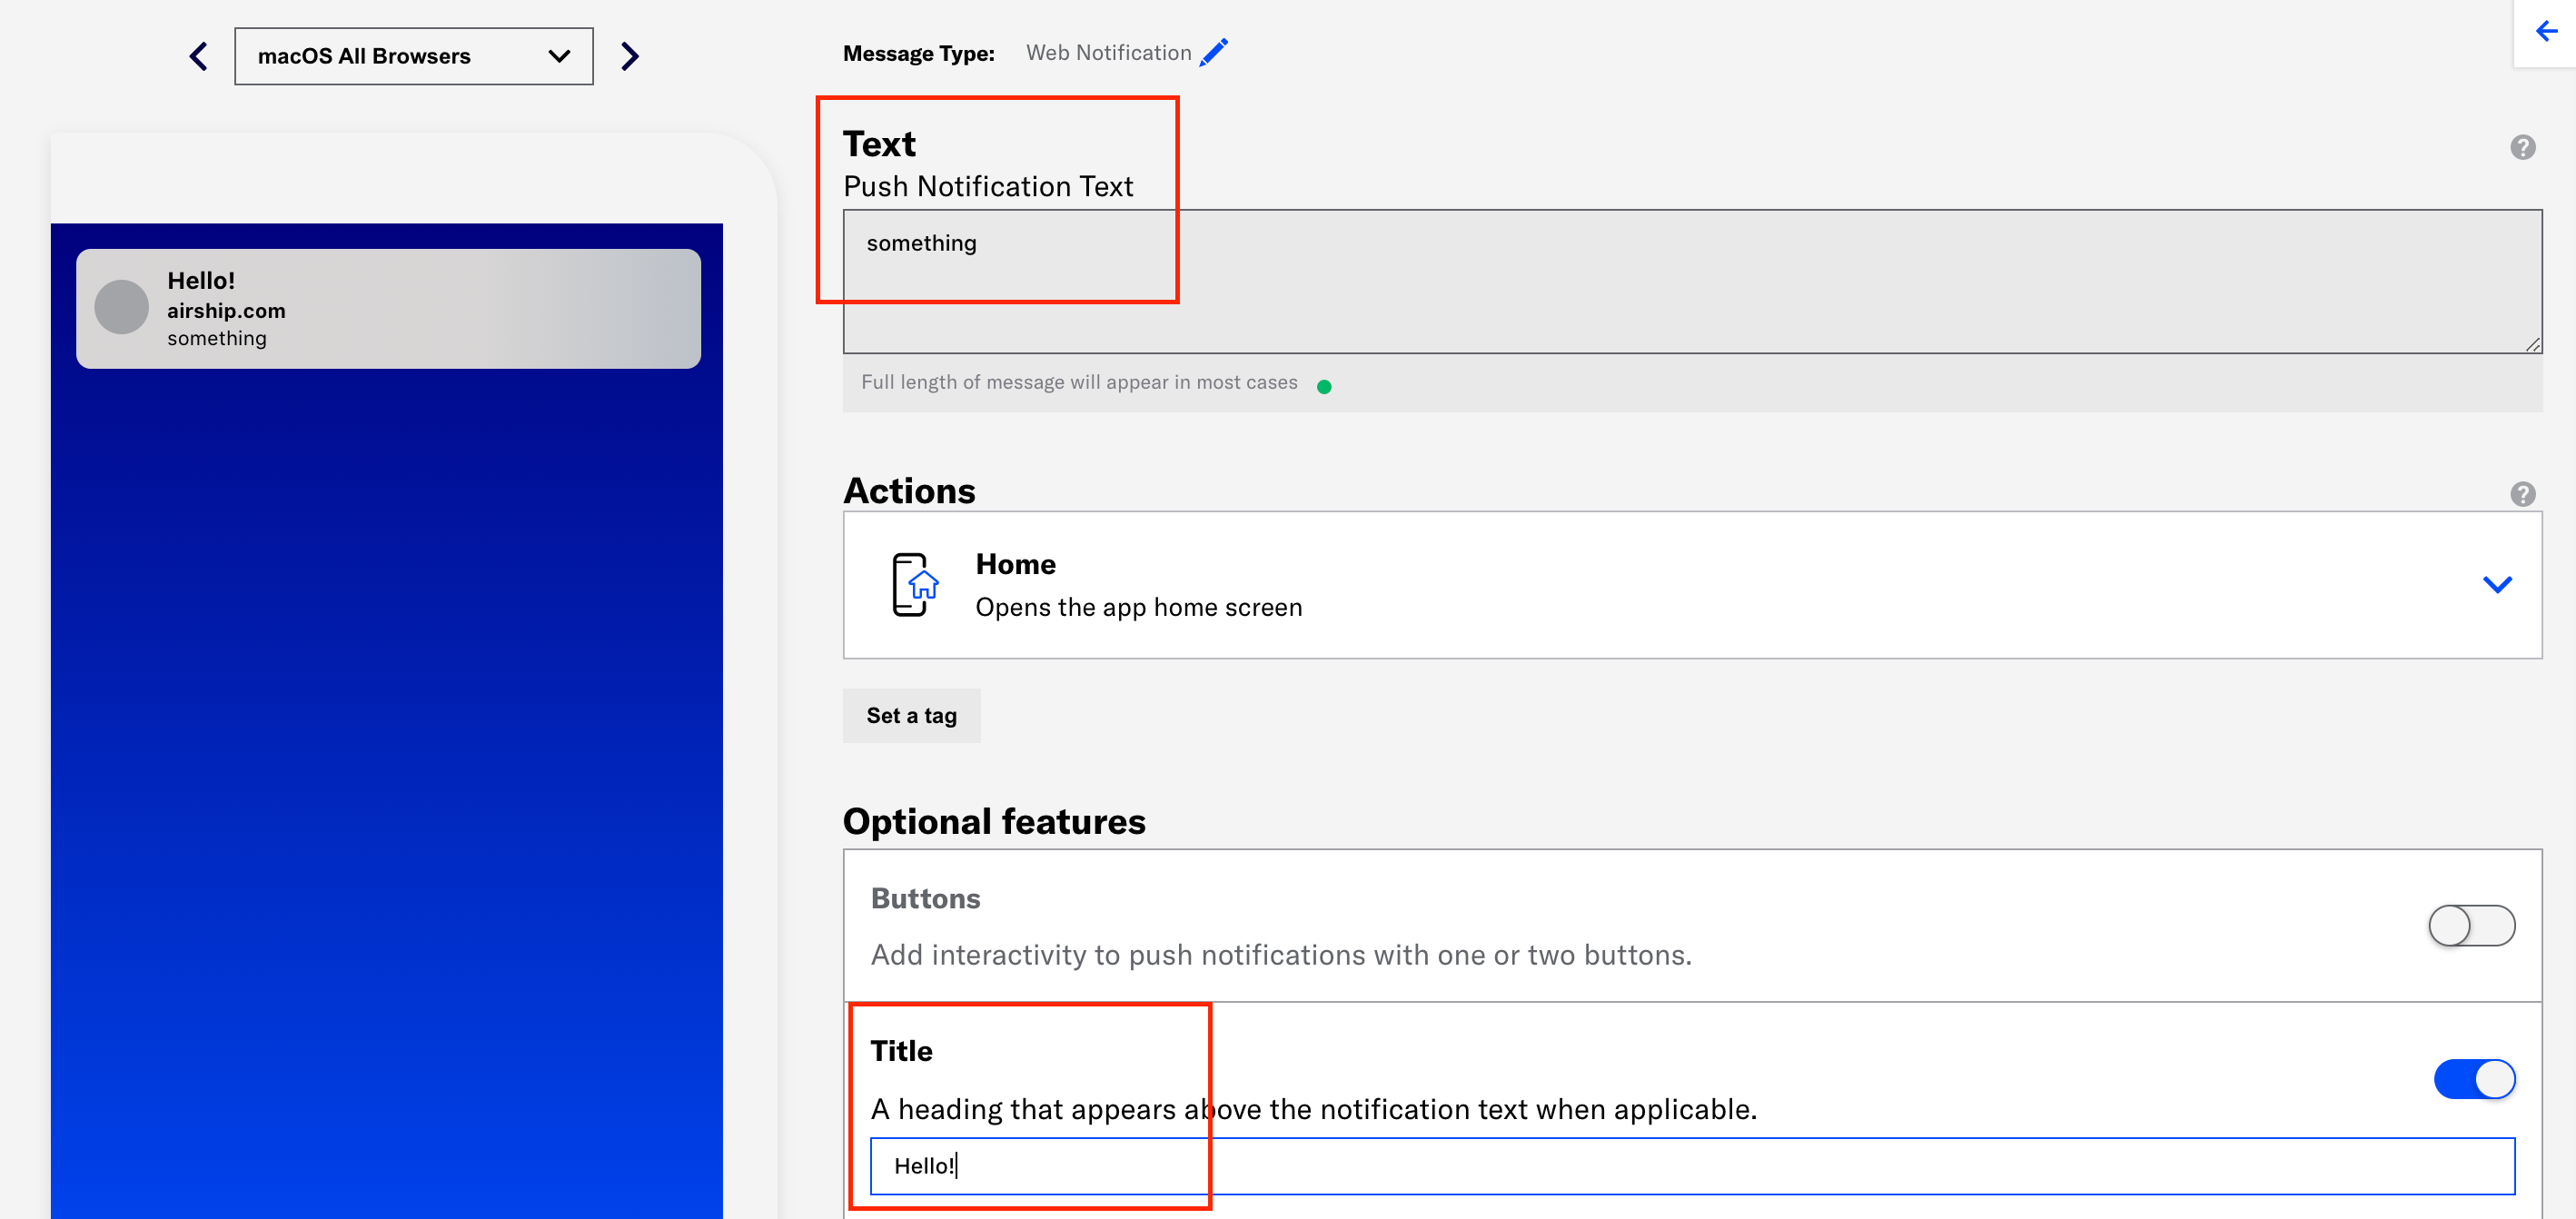 macOS All Browsers
Hello!
airship.com
something
Message Type: Web Notification
Text
?
Push Notification Text
something
Full length of message will appear in most cases
Actions
?
Home
Opens the app home screen
Set a tag
Optional features
Buttons
Add interactivity to push notifications with one or two buttons.
Title
A heading that appears above the notification text when applicable.
Hello!